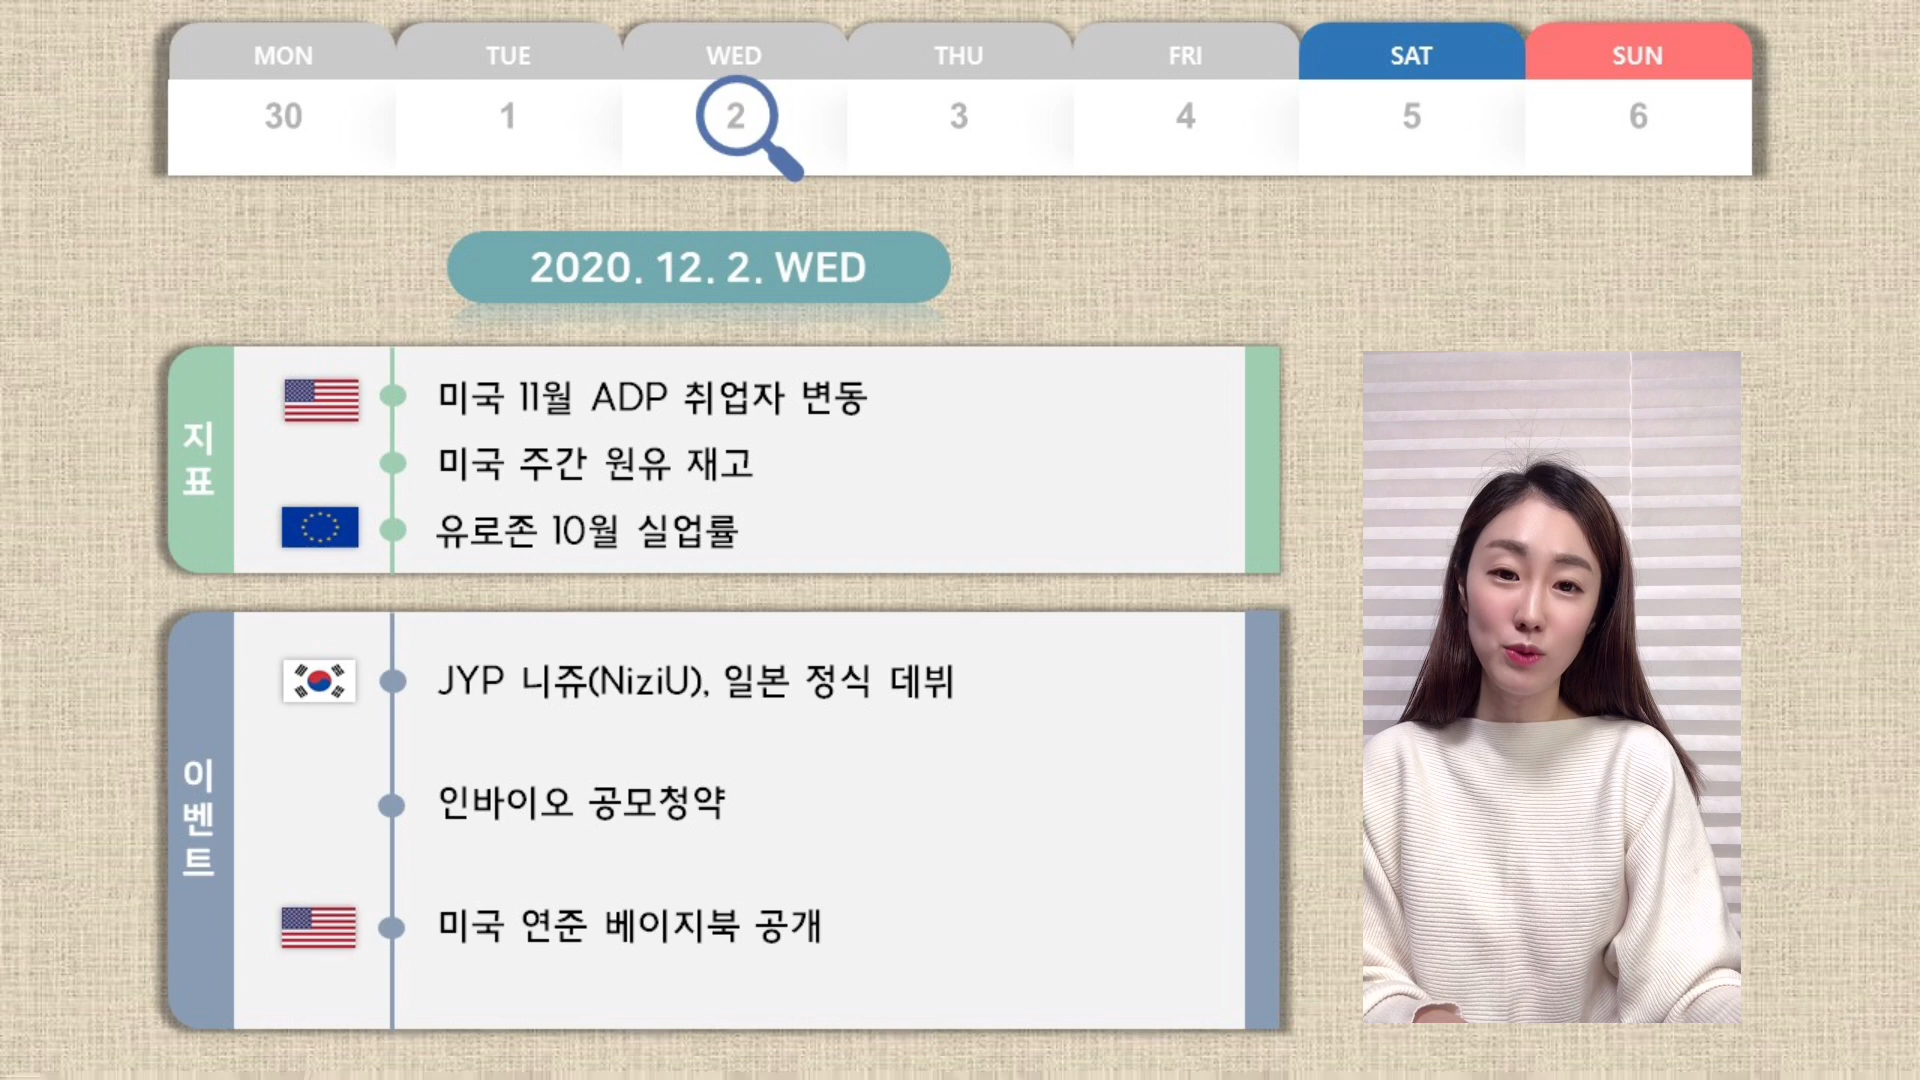 MON TUE WED THU FRI SAT SUN
30 1 2 3 4 5 6
2020. 12. 2. WED
지표
미국 11월 ADP 취업자 변동
미국 주간 원유 재고
유로존 10월 실업률
이벤트
JYP 니쥬(NiziU), 일본 정식 데뷔
인바이오 공모청약
미국 연준 베이지북 공개